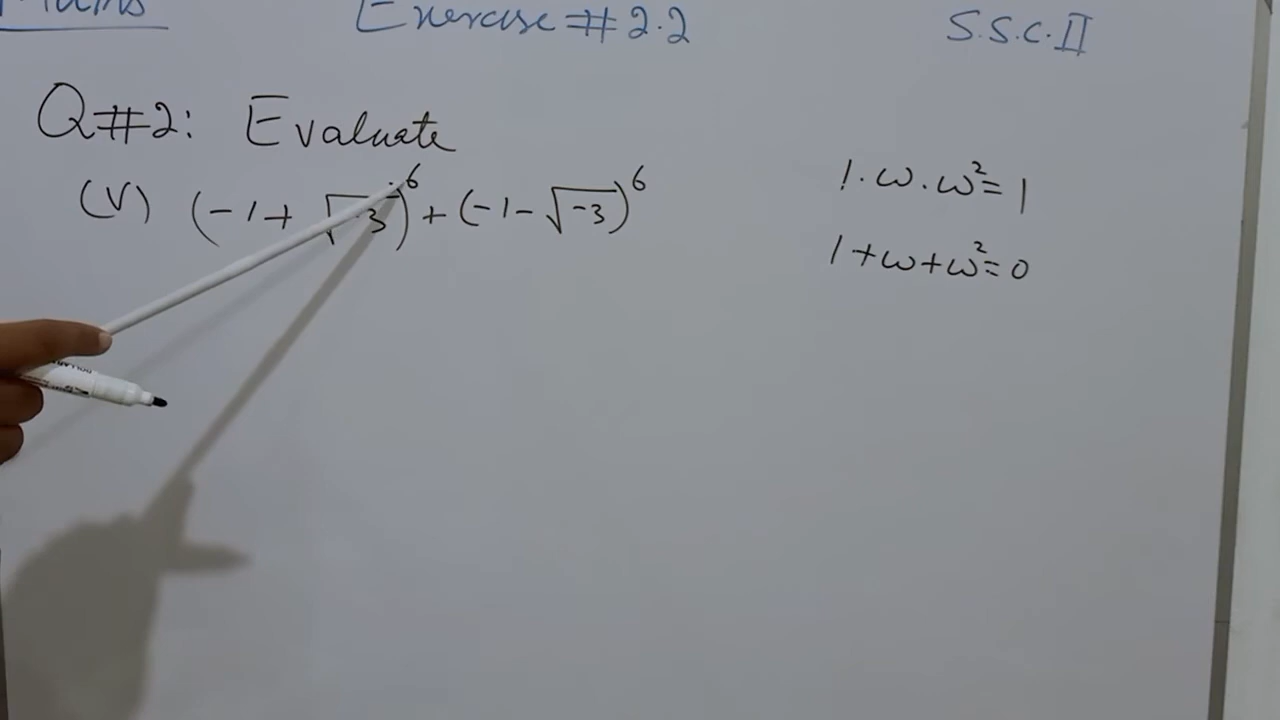 Maths Exercise # 2.2 S.S.C.II
Q#2: Evaluate
(V) (-1+√-3)⁶+(-1-√-3)⁶
1.ω.ω²=1
1+ω+ω²=0